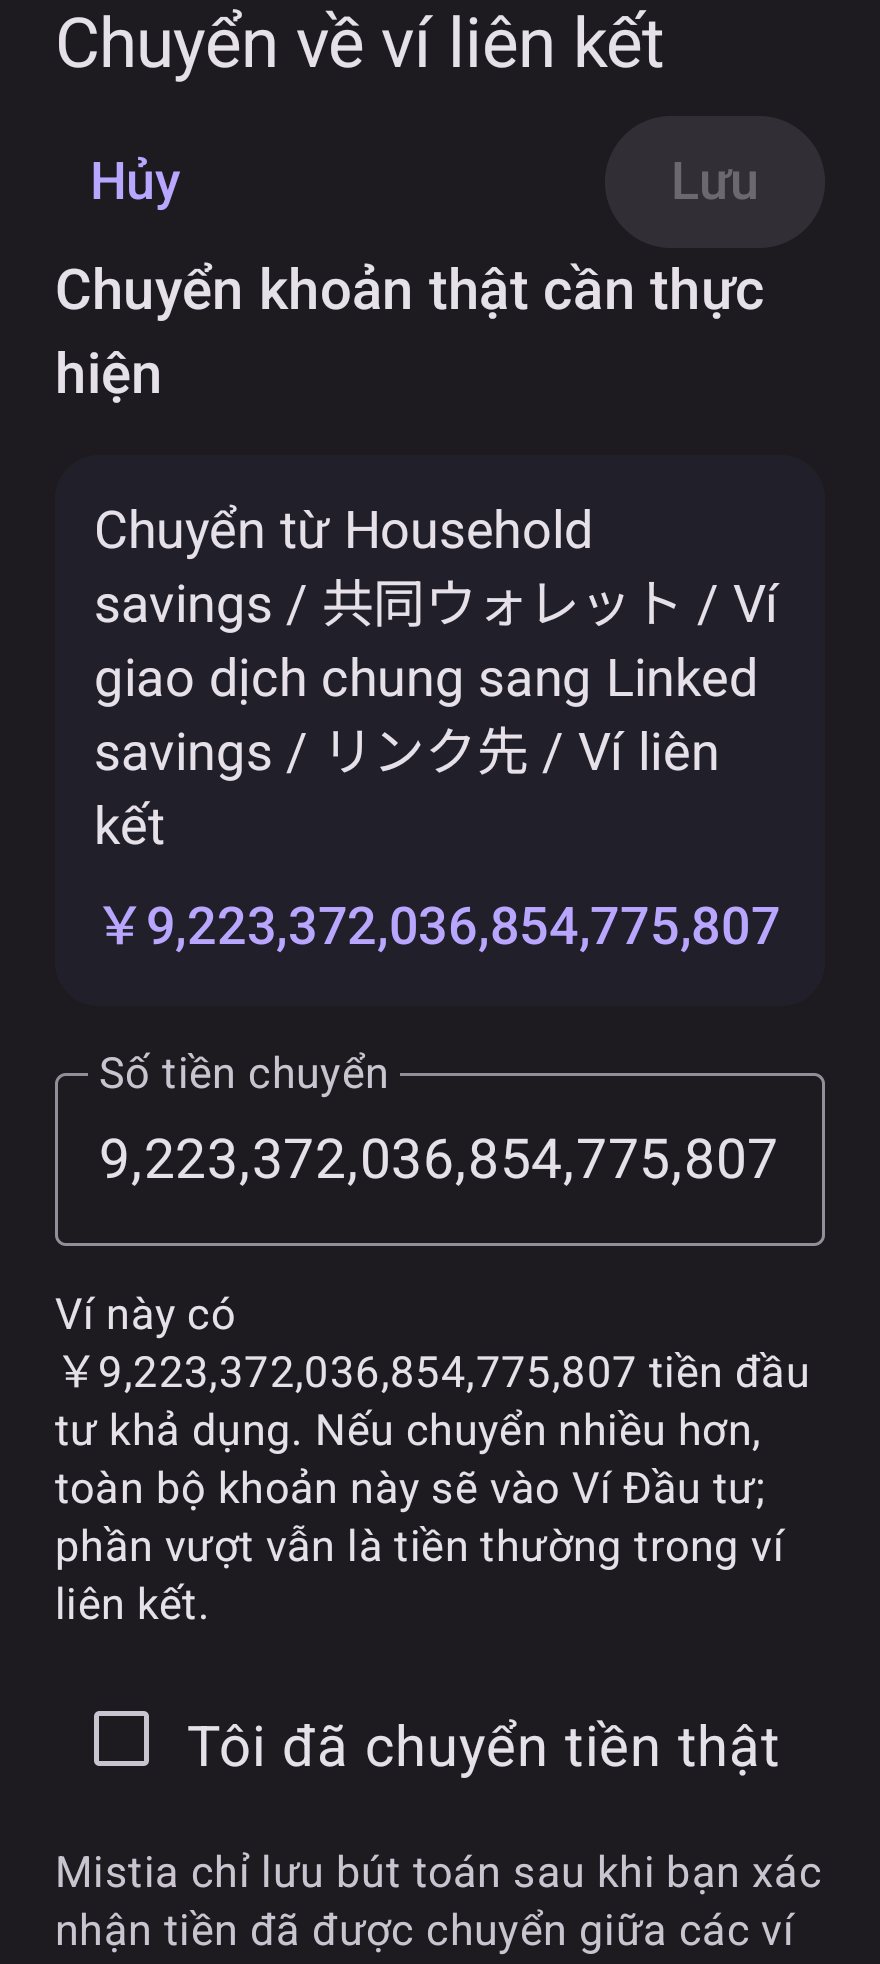 Chuyển về ví liên kết
Hủy
Lưu
Chuyển khoản thật cần thực
hiện
Chuyển từ Household
savings / 共同ウォレット / Ví
giao dịch chung sang Linked
savings / リンク先 / Ví liên
kết
￥9,223,372,036,854,775,807
Số tiền chuyển
9,223,372,036,854,775,807
Ví này có
￥9,223,372,036,854,775,807 tiền đầu
tư khả dụng. Nếu chuyển nhiều hơn,
toàn bộ khoản này sẽ vào Ví Đầu tư;
phần vượt vẫn là tiền thường trong ví
liên kết.
Tôi đã chuyển tiền thật
Mistia chỉ lưu bút toán sau khi bạn xác
nhận tiền đã được chuyển giữa các ví